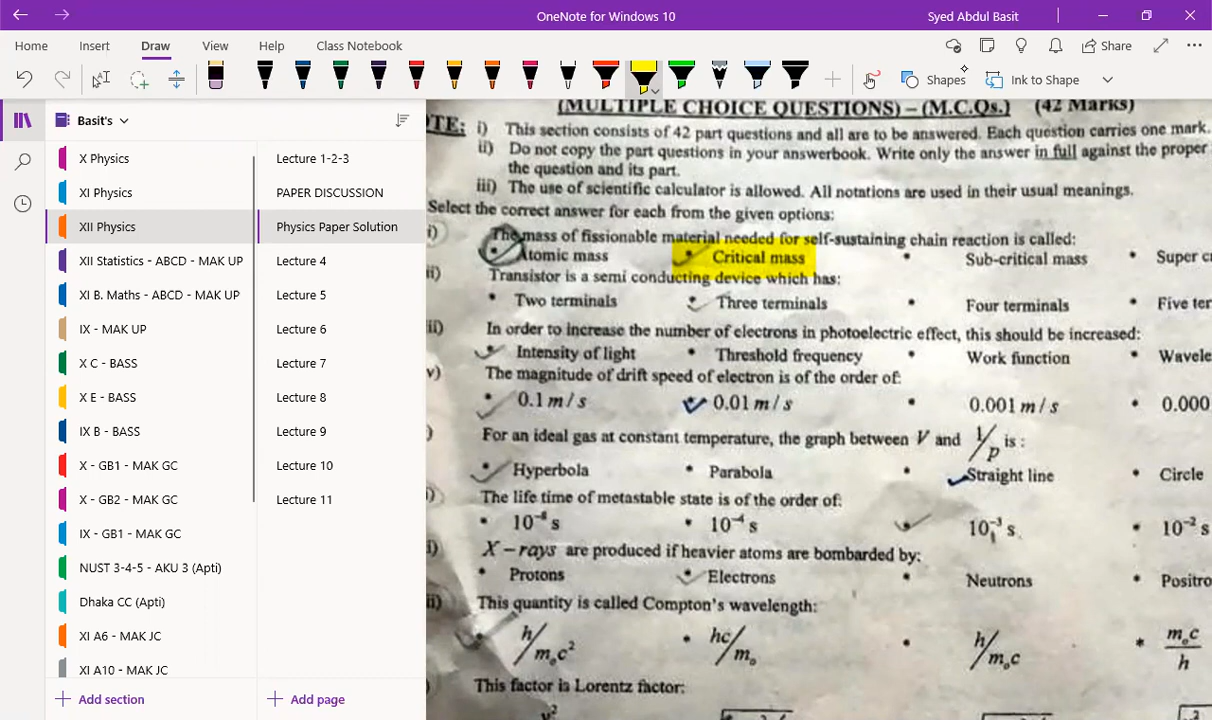 OneNote for Windows 10
Syed Abdul Basit
Home Insert Draw View Help Class Notebook
Share
Shapes Ink to Shape
Basit's
X Physics
XI Physics
XII Physics
XII Statistics - ABCD - MAK UP
XI B. Maths - ABCD - MAK UP
IX - MAK UP
X C - BASS
X E - BASS
IX B - BASS
X - GB1 - MAK GC
X - GB2 - MAK GC
IX - GB1 - MAK GC
NUST 3-4-5 - AKU 3 (Apti)
Dhaka CC (Apti)
XI A6 - MAK JC
XI A10 - MAK JC
Add section
Lecture 1-2-3
PAPER DISCUSSION
Physics Paper Solution
Lecture 4
Lecture 5
Lecture 6
Lecture 7
Lecture 8
Lecture 9
Lecture 10
Lecture 11
Add page
(MULTIPLE CHOICE QUESTIONS) – (M.C.Qs.) (42 Marks)
TE: i) This section consists of 42 part questions and all are to be answered. Each question carries one mark.
ii) Do not copy the part questions in your answerbook. Write only the answer in full against the proper
the question and its part.
iii) The use of scientific calculator is allowed. All notations are used in their usual meanings.
Select the correct answer for each from the given options:
i) The mass of fissionable material needed for self-sustaining chain reaction is called:
* Atomic mass * Critical mass * Sub-critical mass * Super c
ii) Transistor is a semi conducting device which has:
* Two terminals * Three terminals * Four terminals * Five ter
ii) In order to increase the number of electrons in photoelectric effect, this should be increased:
* Intensity of light * Threshold frequency * Work function * Wavele
v) The magnitude of drift speed of electron is of the order of:
* 0.1 m/s * 0.01 m/s * 0.001 m/s * 0.000
) For an ideal gas at constant temperature, the graph between V and 1/p is :
* Hyperbola * Parabola * Straight line * Circle
i) The life time of metastable state is of the order of:
* 10⁻⁸ s * 10⁻⁴ s * 10⁻³ s. * 10⁻² s
i) X – rays are produced if heavier atoms are bombarded by:
* Protons * Electrons * Neutrons * Positro
ii) This quantity is called Compton's wavelength:
* h/m₀c² * hc/m₀ * h/m₀c * m₀c/h
) This factor is Lorentz factor: